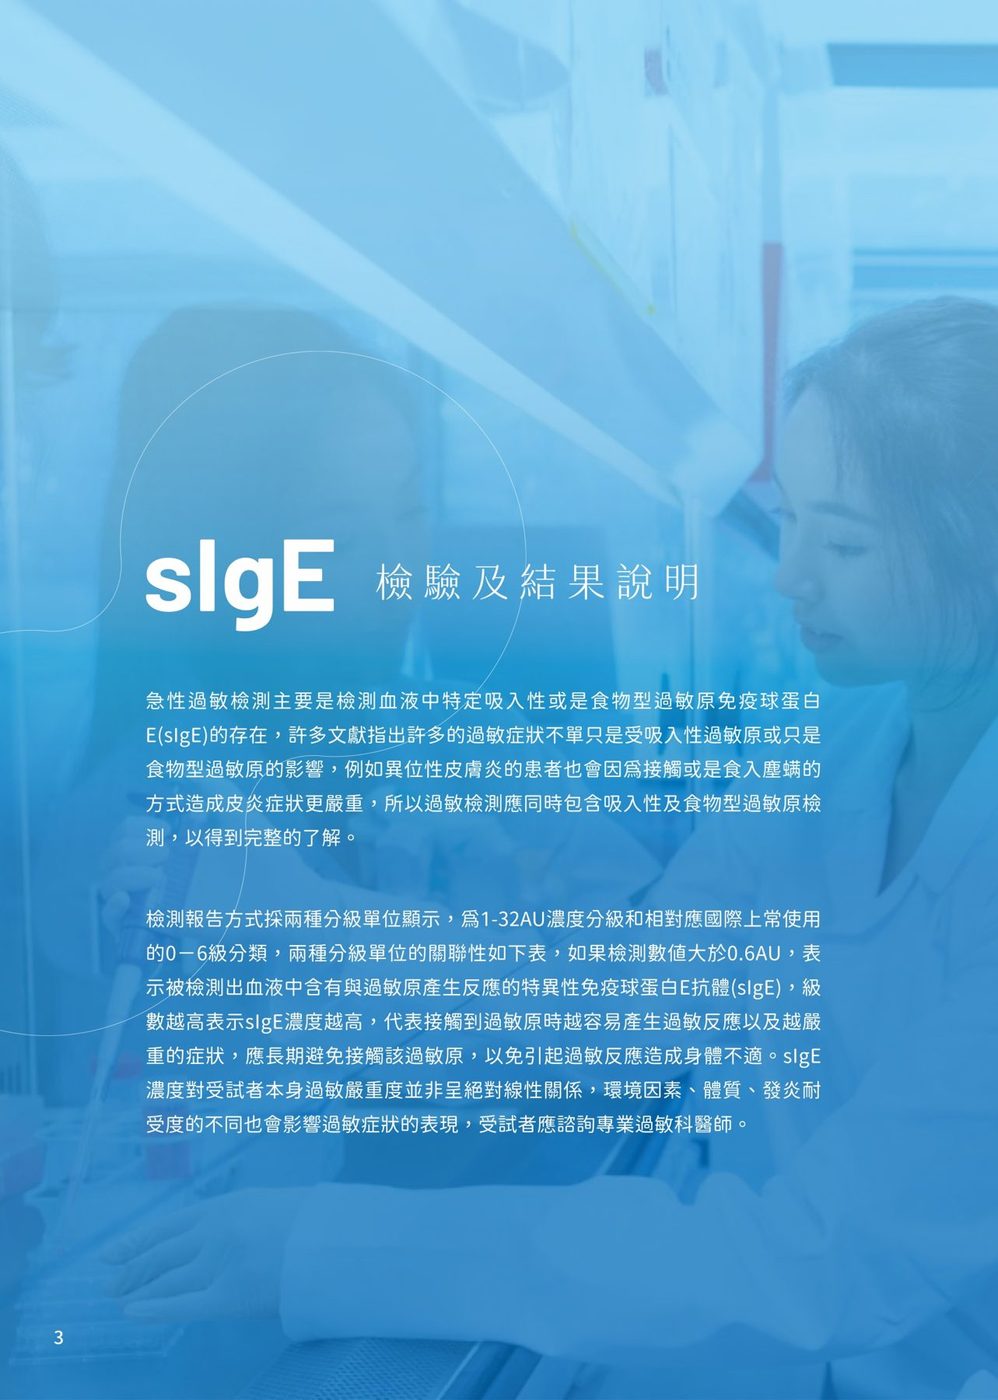 sIgE 檢驗及結果說明
急性過敏檢測主要是檢測血液中特定吸入性或是食物型過敏原免疫球蛋白
E(sIgE)的存在，許多文獻指出許多的過敏症狀不單只是受吸入性過敏原或只是
食物型過敏原的影響，例如異位性皮膚炎的患者也會因為接觸或是食入塵蟎的
方式造成皮炎症狀更嚴重，所以過敏檢測應同時包含吸入性及食物型過敏原檢
測，以得到完整的了解。
檢測報告方式採兩種分級單位顯示，為1-32AU濃度分級和相對應國際上常使用
的0－6級分類，兩種分級單位的關聯性如下表，如果檢測數值大於0.6AU，表
示被檢測出血液中含有與過敏原產生反應的特異性免疫球蛋白E抗體(sIgE)，級
數越高表示sIgE濃度越高，代表接觸到過敏原時越容易產生過敏反應以及越嚴
重的症狀，應長期避免接觸該過敏原，以免引起過敏反應造成身體不適。sIgE
濃度對受試者本身過敏嚴重度並非呈絕對線性關係，環境因素、體質、發炎耐
受度的不同也會影響過敏症狀的表現，受試者應諮詢專業過敏科醫師。
3